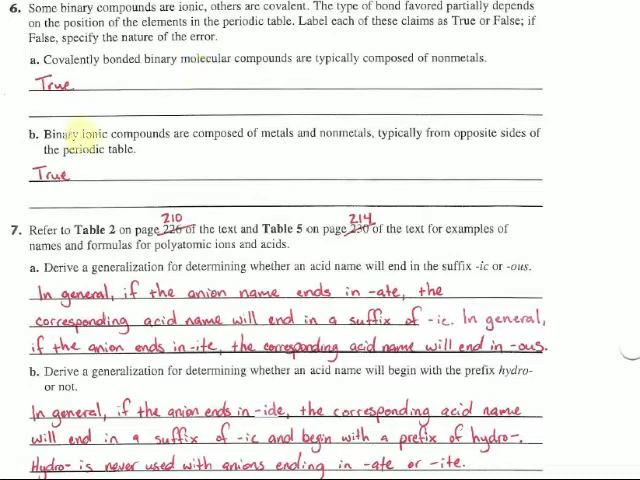 6. Some binary compounds are ionic, others are covalent. The type of bond favored partially depends
on the position of the elements in the periodic table. Label each of these claims as True or False; if
False, specify the nature of the error.
a. Covalently bonded binary molecular compounds are typically composed of nonmetals.
True
b. Binary ionic compounds are composed of metals and nonmetals, typically from opposite sides of
the periodic table.
True
210 214
7. Refer to Table 2 on page 226 of the text and Table 5 on page 230 of the text for examples of
names and formulas for polyatomic ions and acids.
a. Derive a generalization for determining whether an acid name will end in the suffix -ic or -ous.
In general, if the anion name ends in -ate, the
corresponding acid name will end in a suffix of -ic. In general,
if the anion ends in -ite, the corresponding acid name will end in -ous.
b. Derive a generalization for determining whether an acid name will begin with the prefix hydro-
or not.
In general, if the anion ends in -ide, the corresponding acid name
will end in a suffix of -ic and begin with a prefix of hydro-.
Hydro- is never used with anions ending in -ate or -ite.